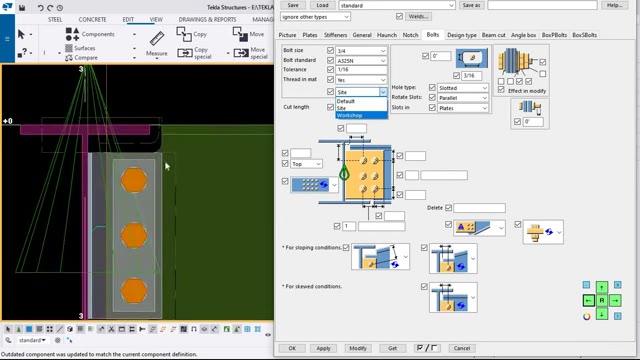 Save
Load
standard
Save as
Help...
ignore other types
Welds...
Tekla Structures - E:\TEKLA
STEEL
CONCRETE
EDIT
VIEW
DRAWINGS & REPORTS
MANAGE
Components
Surfaces
Compare
Copy
Move
Copy special
Move special
Picture
Plates
Stiffeners
General
Haunch
Notch
Bolts
Design type
Beam cut
Angle box
BoxPBolts
BoxSBolts
Bolt size
3/4
Bolt standard
A325N
Tolerance
1/16
Thread in mat
Yes
Site
Default
Site
Workshop
Cut length
0"
3/16
Hole type:
Slotted
Rotate Slots:
Parallel
Slots in
Plates
Effect in modify
0"
+0
3
Top
1
Delete
* For sloping conditions.
* For skewed conditions.
3
R
standard
OK
Apply
Modify
Get
Cancel
Outdated component was updated to match the current component definition.